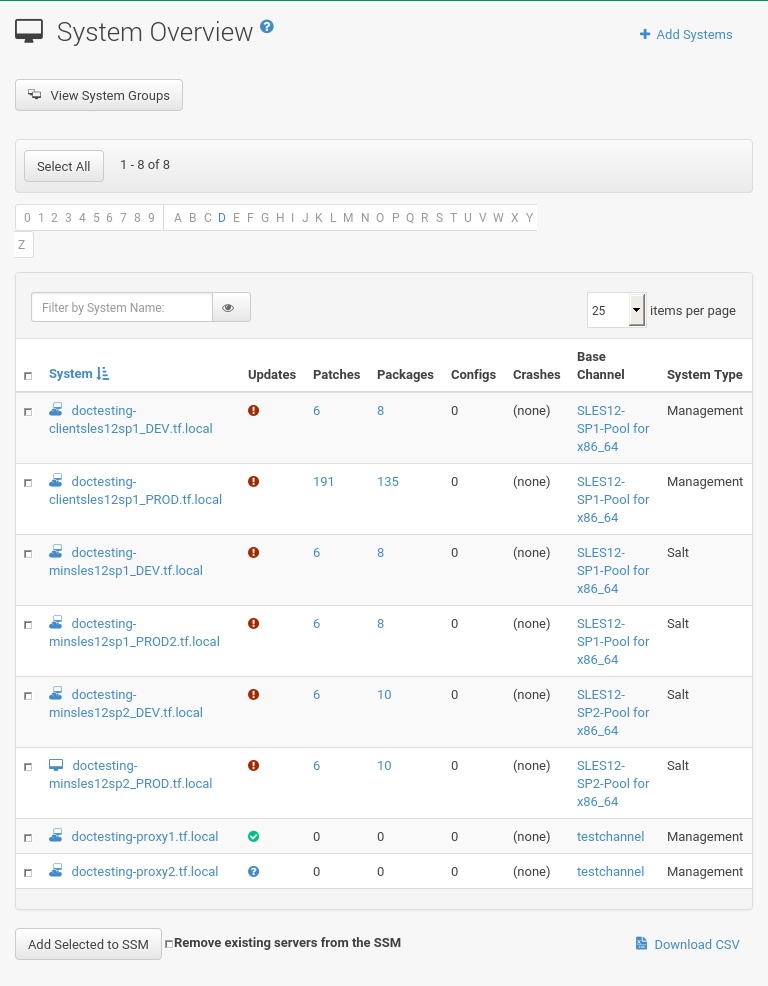 System Overview ?
Add Systems
View System Groups
Select All 1 - 8 of 8
0 1 2 3 4 5 6 7 8 9 A B C D E F G H I J K L M N O P Q R S T U V W X Y
Z
Filter by System Name: 25 items per page
System Updates Patches Packages Configs Crashes Base Channel System Type
doctesting-clientsles12sp1_DEV.tf.local ! 6 8 0 (none) SLES12-SP1-Pool for x86_64 Management
doctesting-clientsles12sp1_PROD.tf.local ! 191 135 0 (none) SLES12-SP1-Pool for x86_64 Management
doctesting-minsles12sp1_DEV.tf.local ! 6 8 0 (none) SLES12-SP1-Pool for x86_64 Salt
doctesting-minsles12sp1_PROD2.tf.local ! 6 8 0 (none) SLES12-SP1-Pool for x86_64 Salt
doctesting-minsles12sp2_DEV.tf.local ! 6 10 0 (none) SLES12-SP2-Pool for x86_64 Salt
doctesting-minsles12sp2_PROD.tf.local ! 6 10 0 (none) SLES12-SP2-Pool for x86_64 Salt
doctesting-proxy1.tf.local 0 0 0 (none) testchannel Management
doctesting-proxy2.tf.local ? 0 0 0 (none) testchannel Management
Add Selected to SSM Remove existing servers from the SSM Download CSV